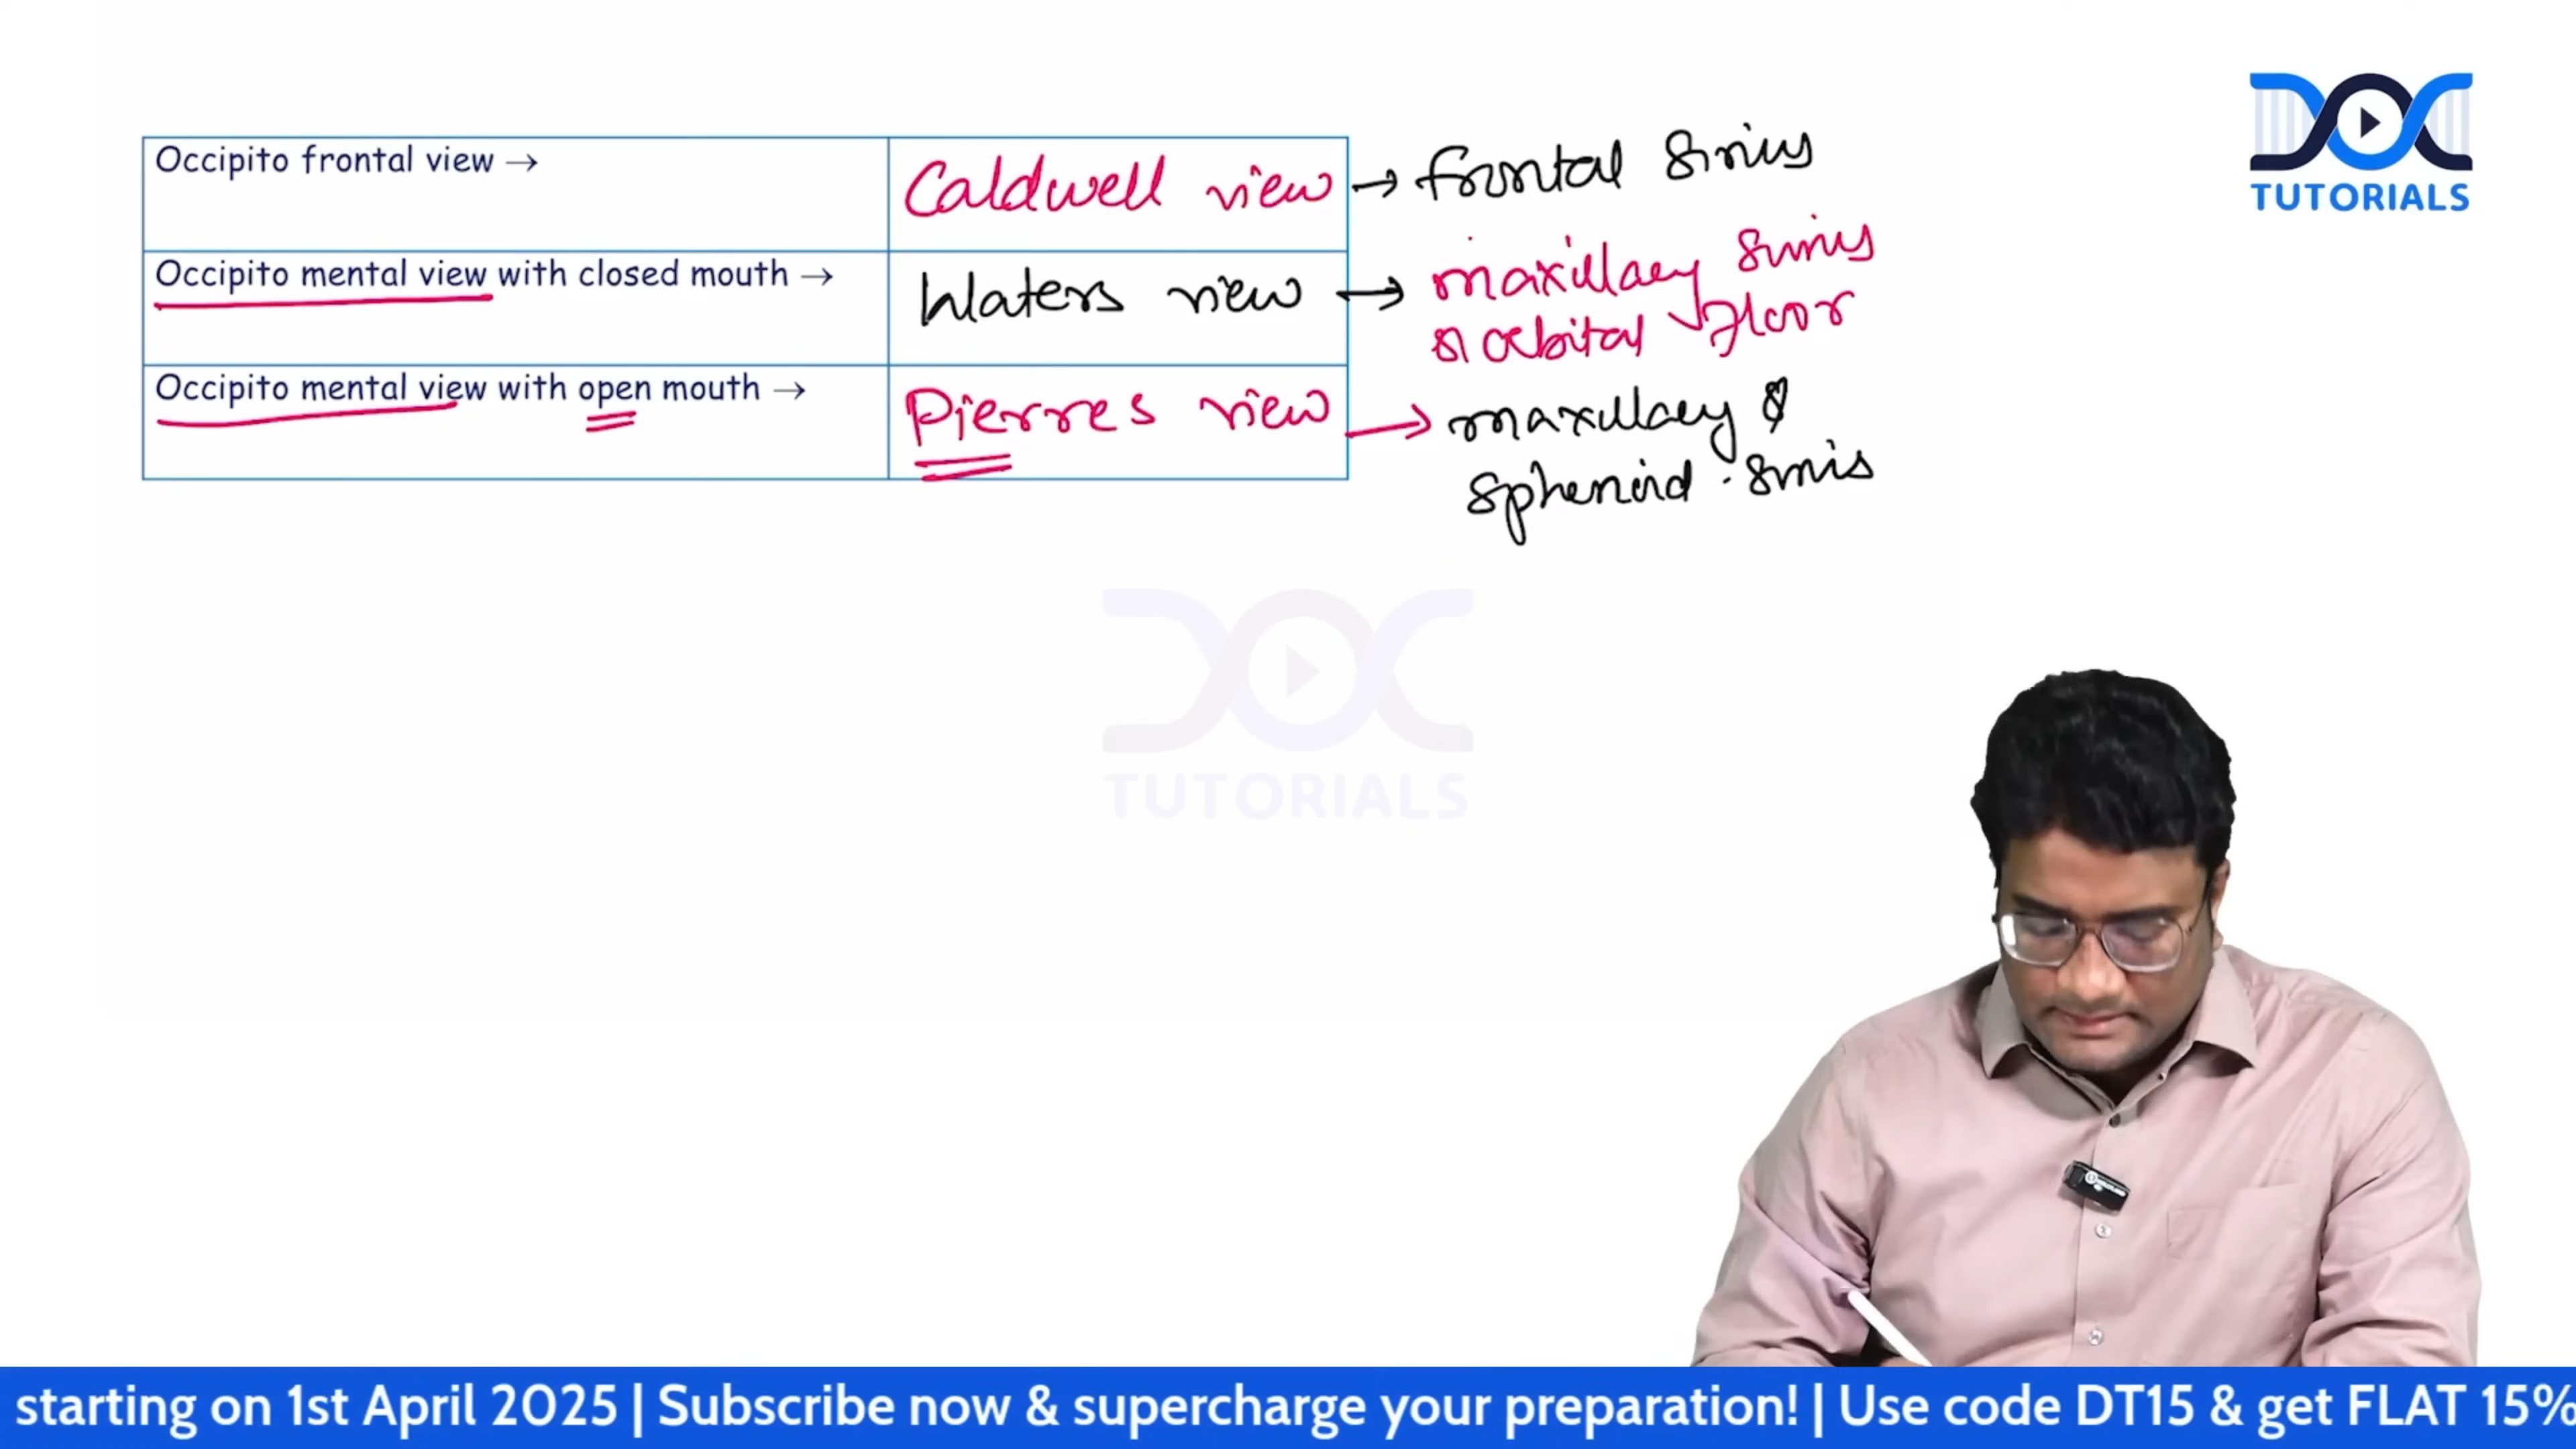 DOC
TUTORIALS
Occipito frontal view →
Caldwell view → frontal sinus
Occipito mental view with closed mouth →
Waters view → maxillary sinus
& orbital floor
Occipito mental view with open mouth →
Pierres view → maxillary &
sphenoid sinus
DOC
TUTORIALS
starting on 1st April 2025 | Subscribe now & supercharge your preparation! | Use code DT15 & get FLAT 15%